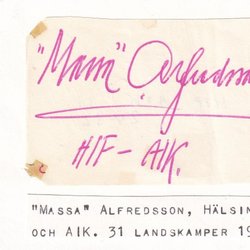 "Massa" Alfredsson
HIF - AIK.
"MASSA" ALFREDSSON, HÄLSIN
OCH AIK. 31 LANDSKAMPER 19